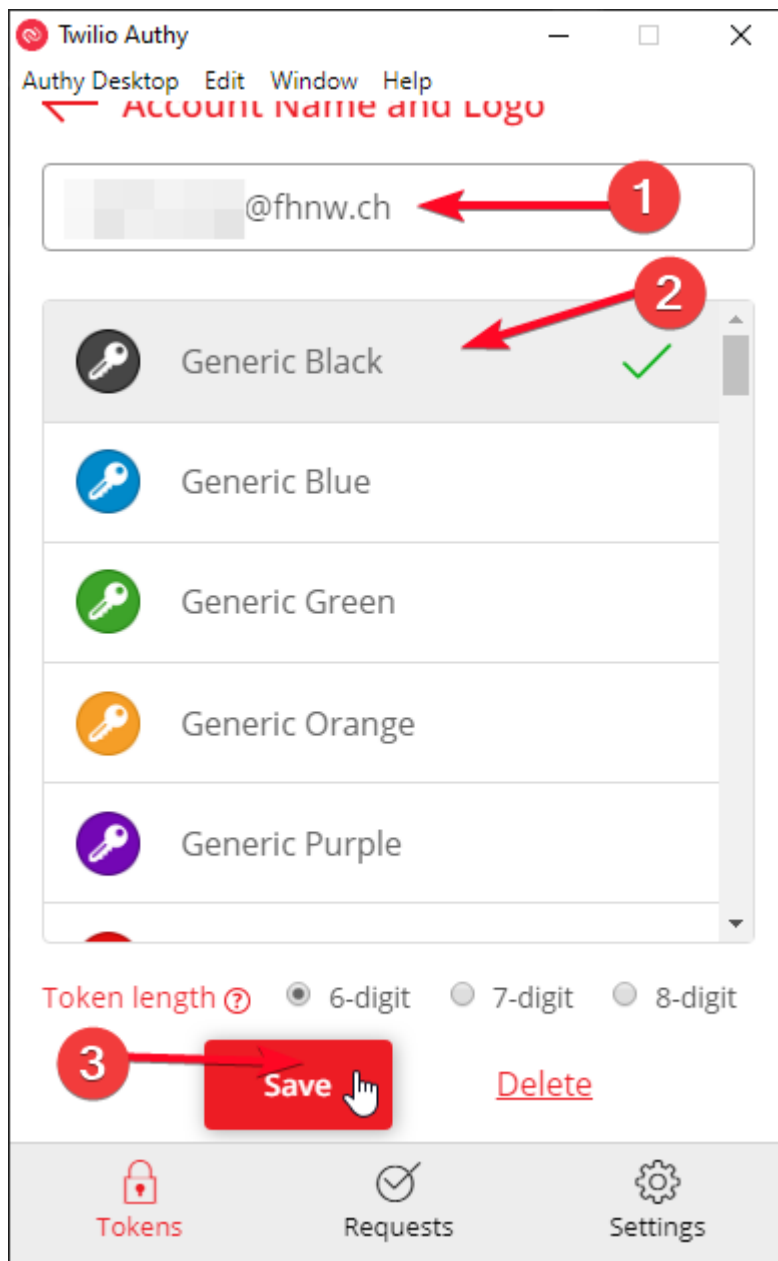 Twilio Authy
Authy Desktop Edit Window Help
Account Name and Logo
@fhnw.ch
1
2
Generic Black
Generic Blue
Generic Green
Generic Orange
Generic Purple
Token length ? 6-digit 7-digit 8-digit
3
Save Delete
Tokens Requests Settings